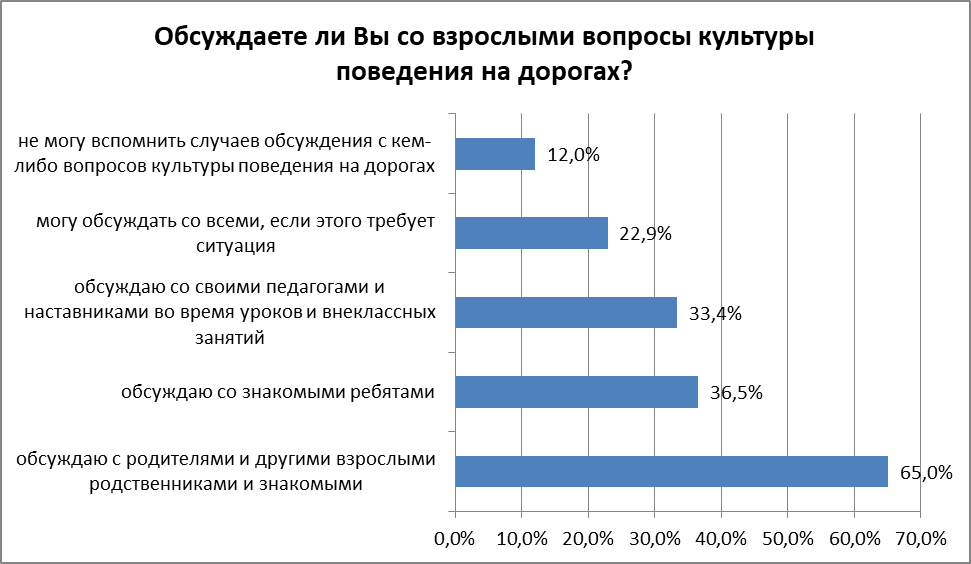 Обсуждаете ли Вы со взрослыми вопросы культуры
поведения на дорогах?
не могу вспомнить случаев обсуждения с кем-
либо вопросов культуры поведения на дорогах
12,0%
могу обсуждать со всеми, если этого требует
ситуация
22,9%
обсуждаю со своими педагогами и
наставниками во время уроков и внеклассных
занятий
33,4%
обсуждаю со знакомыми ребятами
36,5%
обсуждаю с родителями и другими взрослыми
родственниками и знакомыми
65,0%
0,0% 10,0% 20,0% 30,0% 40,0% 50,0% 60,0% 70,0%